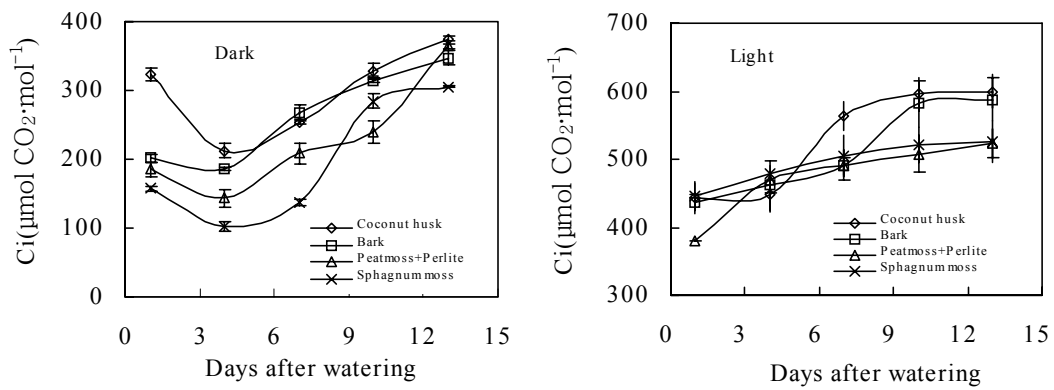 Dark
Ci(μmol CO₂·mol⁻¹)
400
300
200
100
0
Coconut husk
Bark
Peatmoss+Perlite
Sphagnum moss
0 3 6 9 12 15
Days after watering
Light
Ci(μmol CO₂·mol⁻¹)
700
600
500
400
300
Coconut husk
Bark
Peatmoss+Perlite
Sphagnum moss
0 3 6 9 12 15
Days after watering